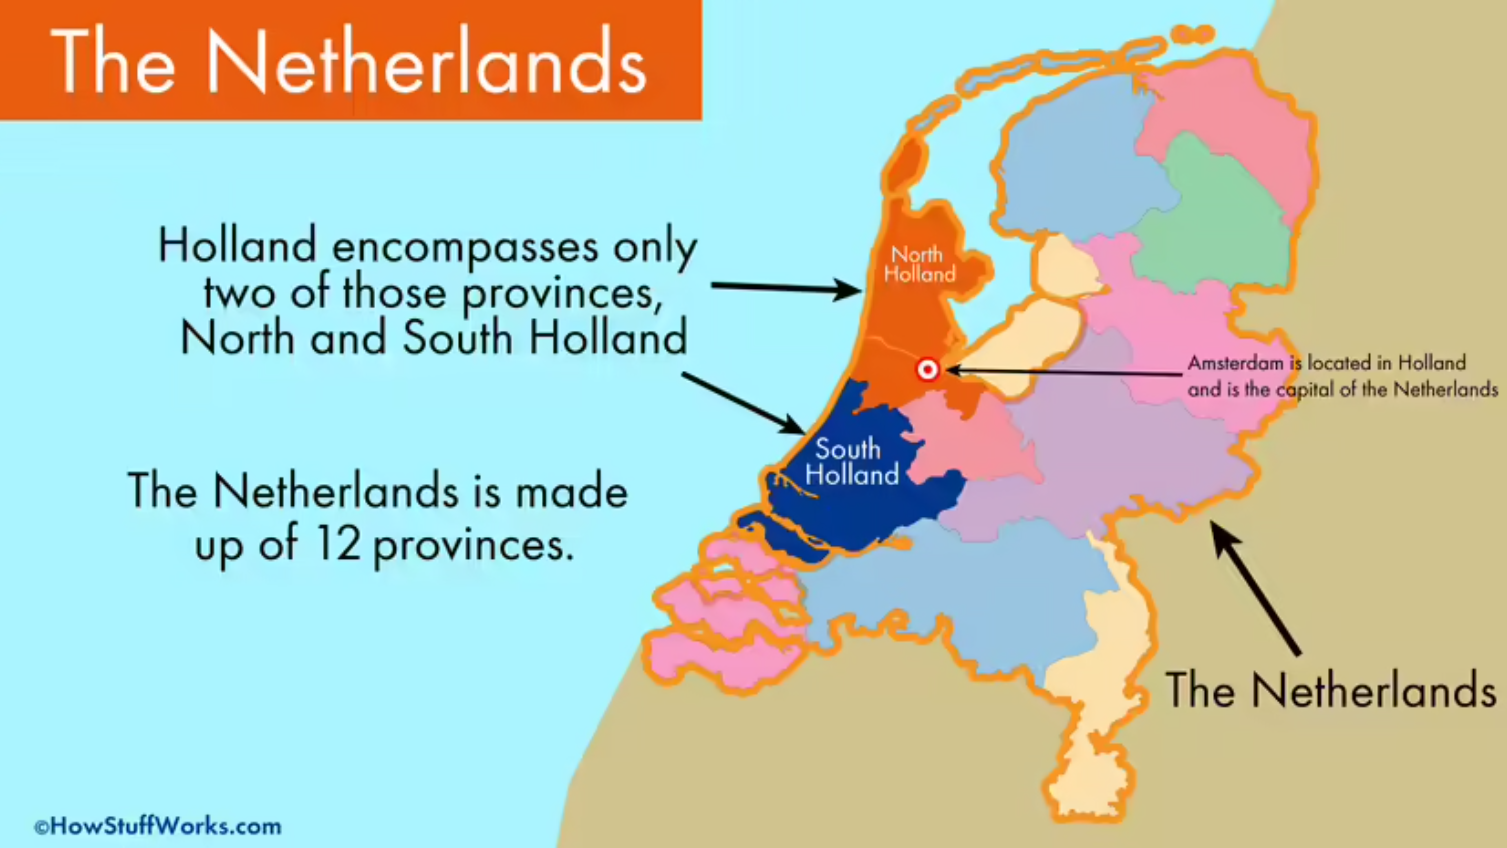 The Netherlands
Holland encompasses only
two of those provinces,
North and South Holland
The Netherlands is made
up of 12 provinces.
North
Holland
South
Holland
Amsterdam is located in Holland
and is the capital of the Netherlands
The Netherlands
©HowStuffWorks.com